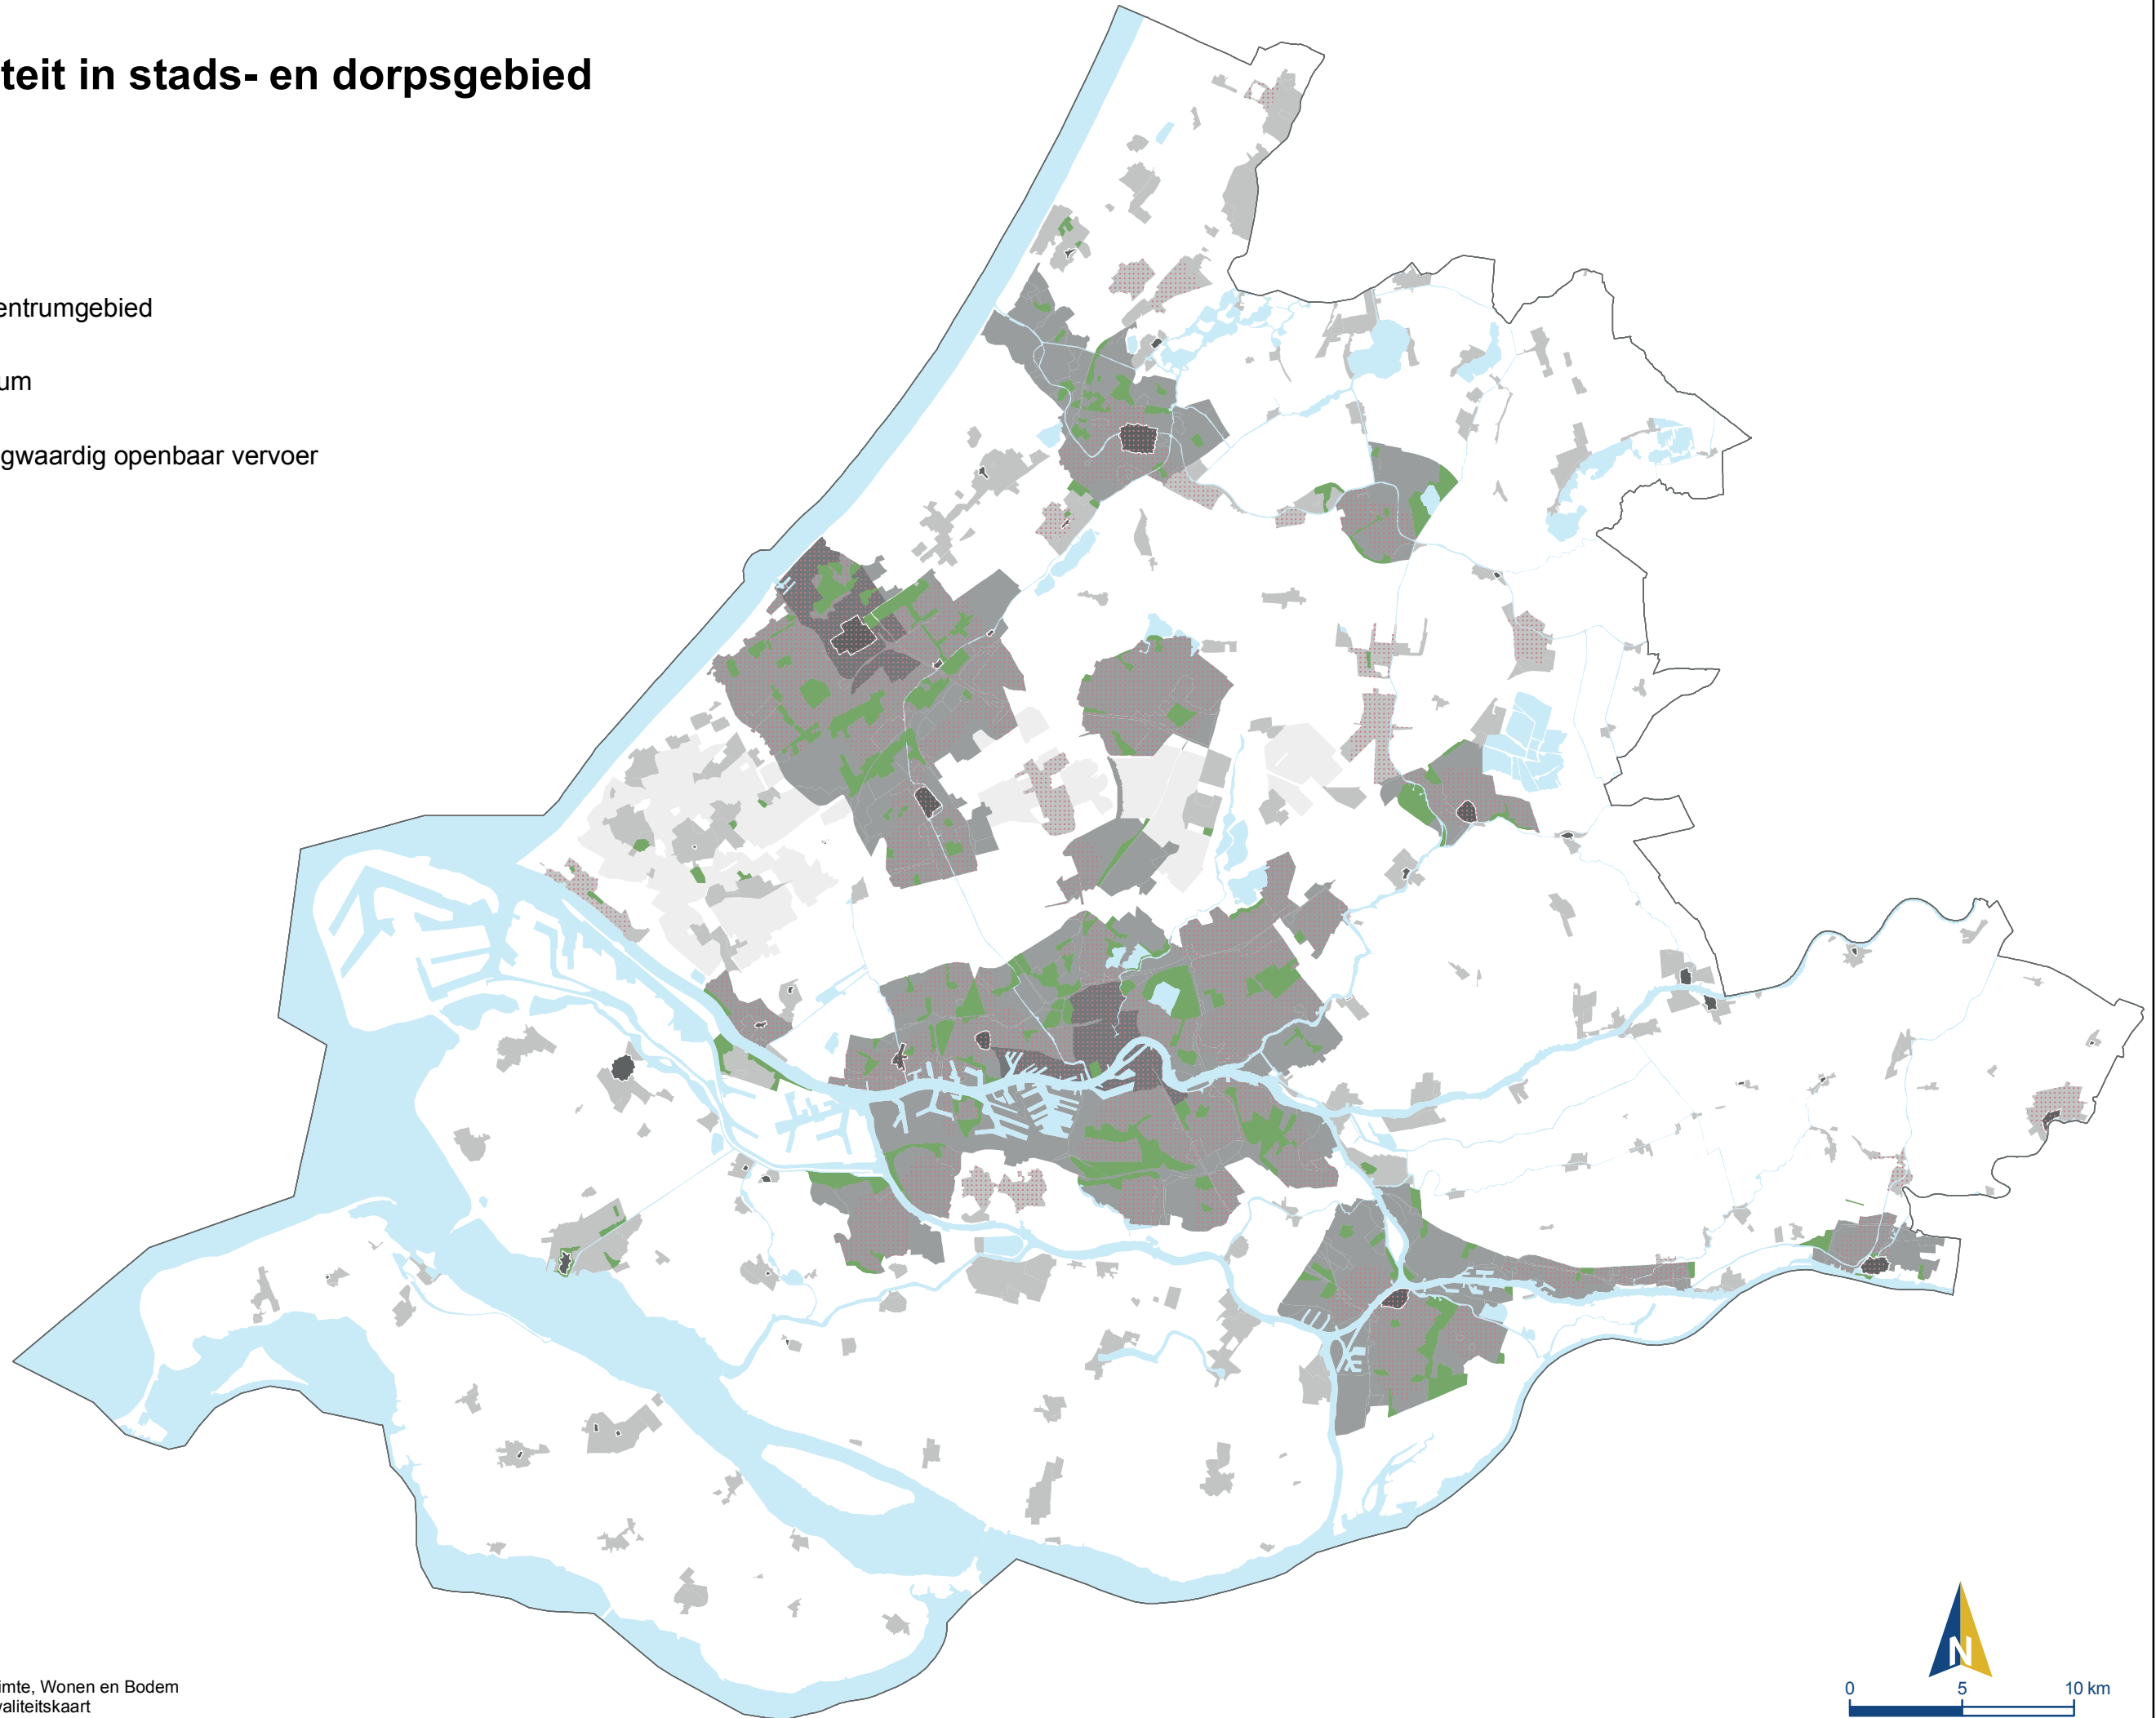 teit in stads- en dorpsgebied
entrumgebied
um
gwaardig openbaar vervoer
imte, Wonen en Bodem
valiteitskaart
N
0 5 10 km